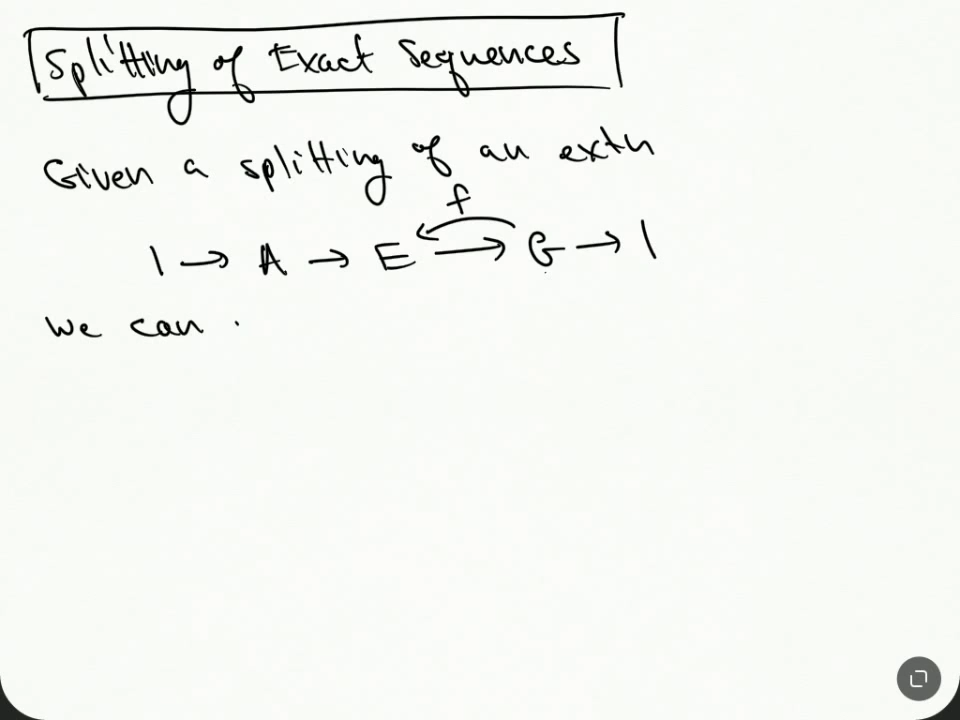 Splitting of Exact Sequences
Given a splitting of an extn
f
1 → A → E → G → 1
we can